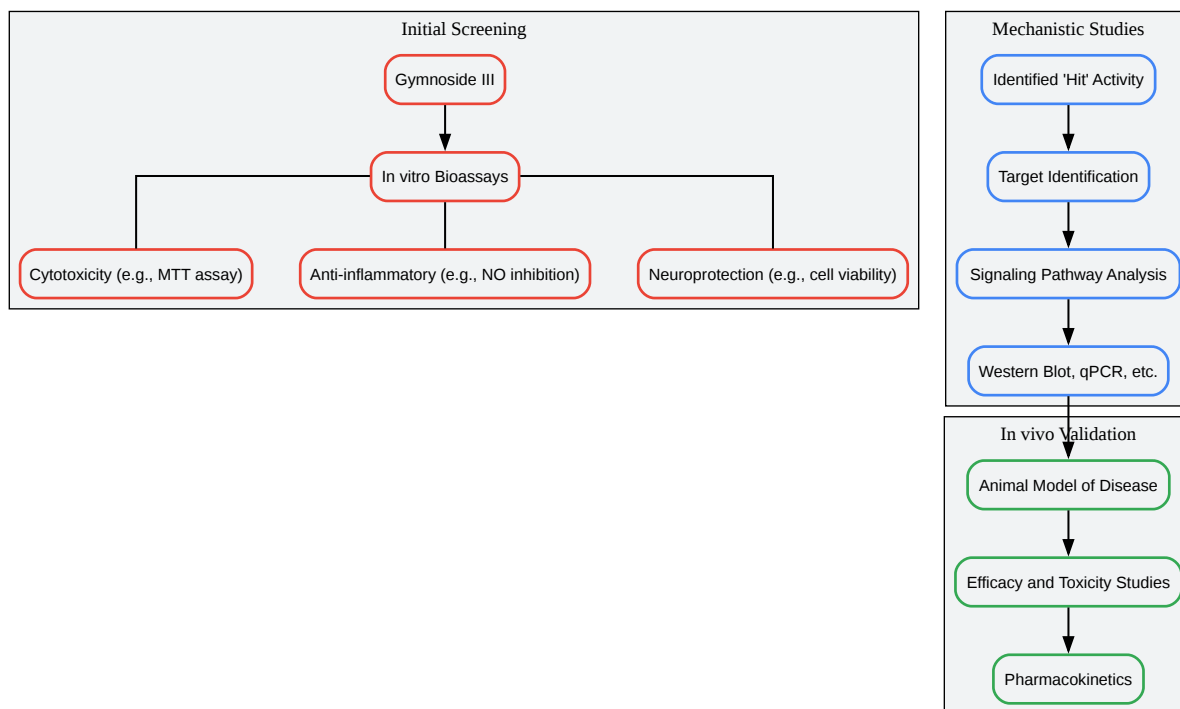 Initial Screening
Gymnoside III
In vitro Bioassays
Cytotoxicity (e.g., MTT assay)
Anti-inflammatory (e.g., NO inhibition)
Neuroprotection (e.g., cell viability)
Mechanistic Studies
Identified 'Hit' Activity
Target Identification
Signaling Pathway Analysis
Western Blot, qPCR, etc.
In vivo Validation
Animal Model of Disease
Efficacy and Toxicity Studies
Pharmacokinetics